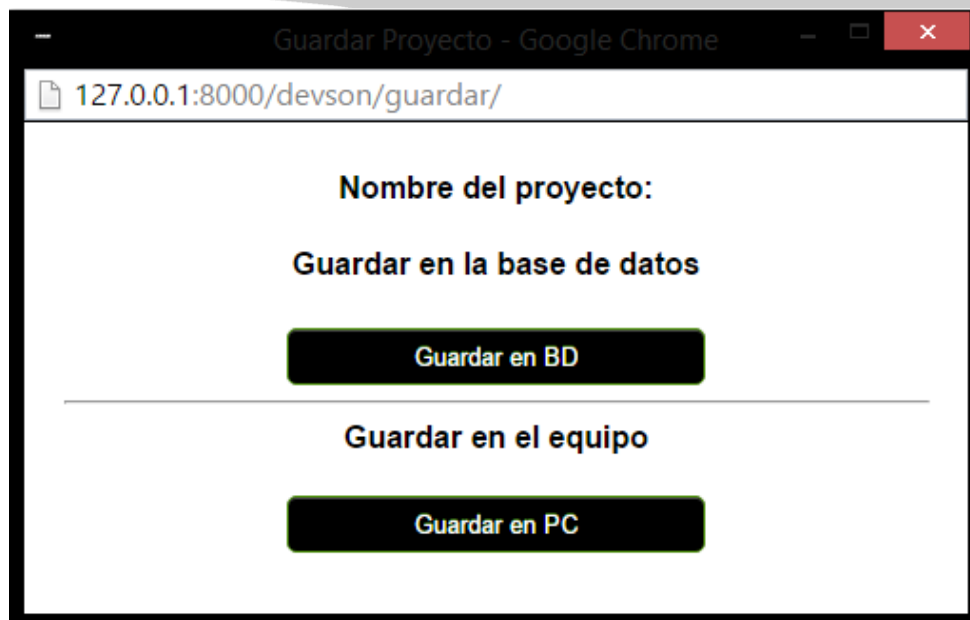 Guardar Proyecto - Google Chrome
127.0.0.1:8000/devson/guardar/
Nombre del proyecto:
Guardar en la base de datos
Guardar en BD
Guardar en el equipo
Guardar en PC